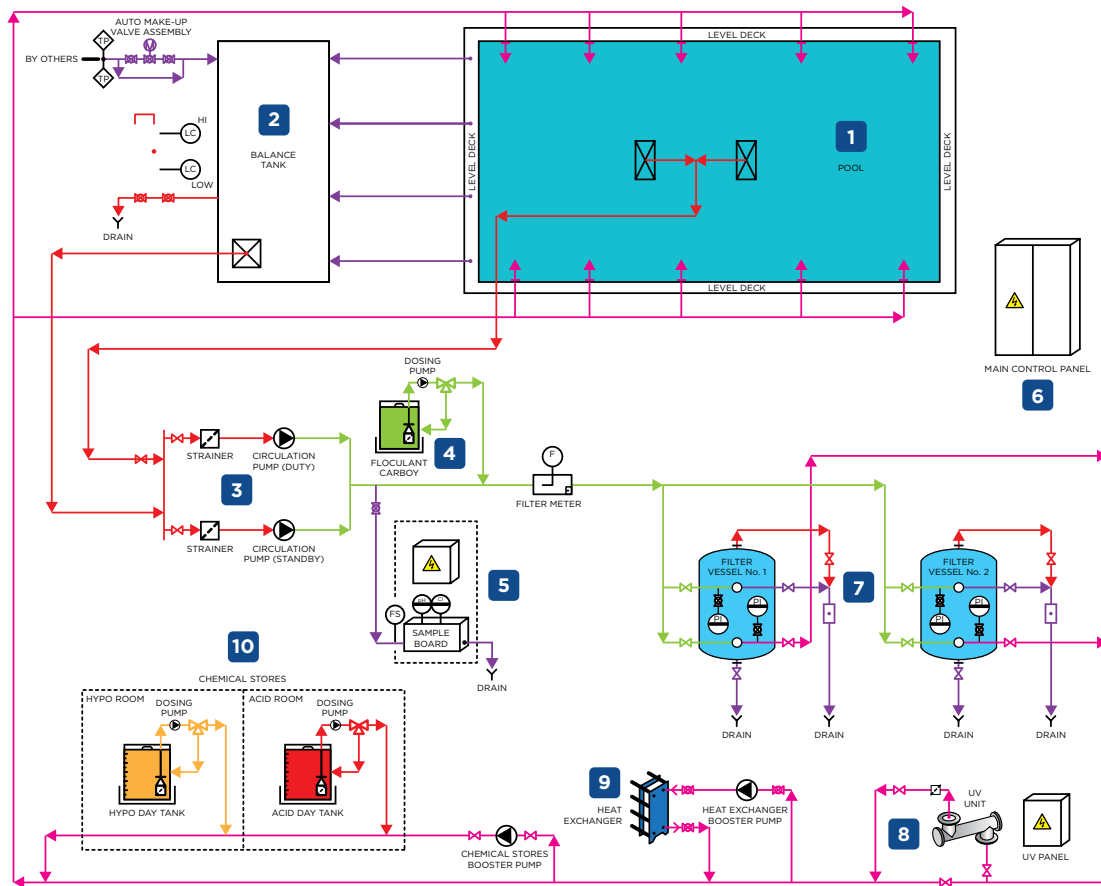 AUTO MAKE-UP
VALVE ASSEMBLY
TP
M
BY OTHERS
TP
LEVEL DECK
2
BALANCE
TANK
HI
LC
LC
LOW
DRAIN
LEVEL DECK
1
POOL
LEVEL DECK
LEVEL DECK
MAIN CONTROL PANEL
6
DOSING
PUMP
4
FLOCULANT
CARBOY
STRAINER
CIRCULATION
PUMP (DUTY)
3
STRAINER
CIRCULATION
PUMP (STANDBY)
F
FILTER METER
5
FS
PH
CI
SAMPLE
BOARD
DRAIN
FILTER
VESSEL No. 1
PI
PI
7
FILTER
VESSEL No. 2
PI
PI
DRAIN
DRAIN
DRAIN
DRAIN
10
CHEMICAL STORES
HYPO ROOM
DOSING
PUMP
HYPO DAY TANK
ACID ROOM
DOSING
PUMP
ACID DAY TANK
CHEMICAL STORES
BOOSTER PUMP
9
HEAT
EXCHANGER
HEAT EXCHANGER
BOOSTER PUMP
8
UV
UNIT
UV PANEL